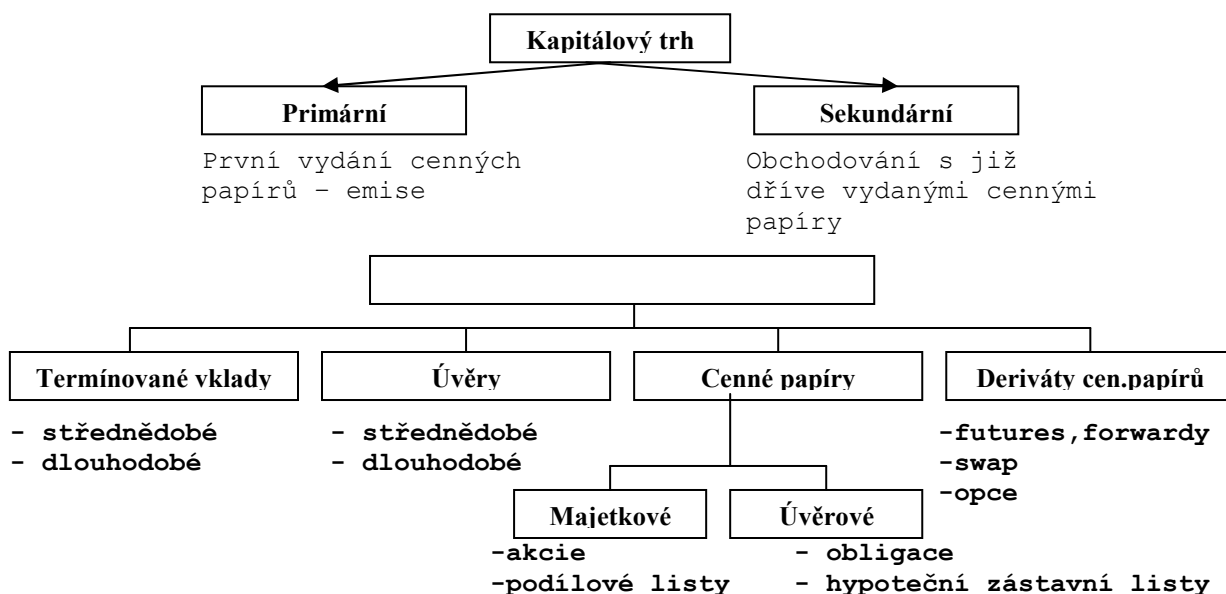 Kapitálový trh
Primární
Sekundární
První vydání cenných
papírů – emise
Obchodování s již
dříve vydanými cennými
papíry
Termínované vklady
Úvěry
Cenné papíry
Deriváty cen.papírů
- střednědobé
- dlouhodobé
- střednědobé
- dlouhodobé
-futures,forwardy
-swap
-opce
Majetkové
Úvěrové
-akcie
-podílové listy
- obligace
- hypoteční zástavní listy